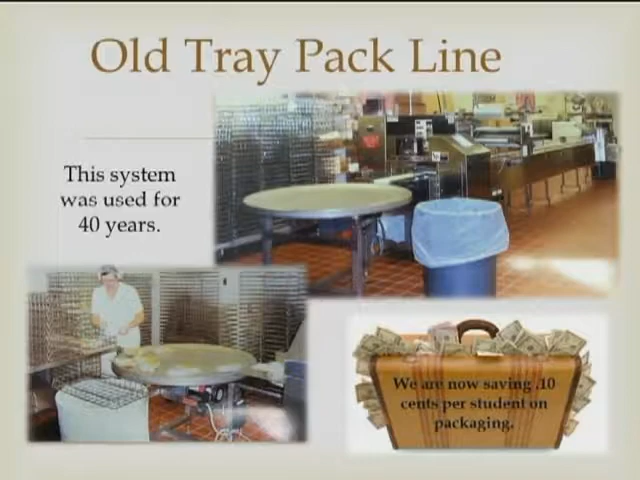 Old Tray Pack Line
This system
was used for
40 years.
We are now saving .10
cents per student on
packaging.